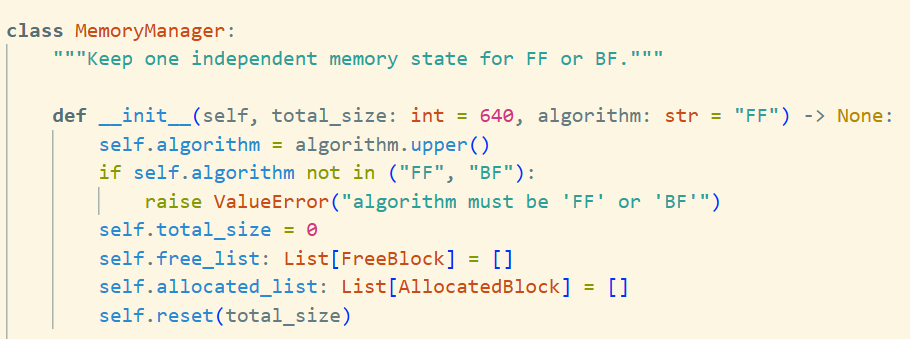 class MemoryManager:
    """Keep one independent memory state for FF or BF."""

    def __init__(self, total_size: int = 640, algorithm: str = "FF") -> None:
        self.algorithm = algorithm.upper()
        if self.algorithm not in ("FF", "BF"):
            raise ValueError("algorithm must be 'FF' or 'BF'")
        self.total_size = 0
        self.free_list: List[FreeBlock] = []
        self.allocated_list: List[AllocatedBlock] = []
        self.reset(total_size)